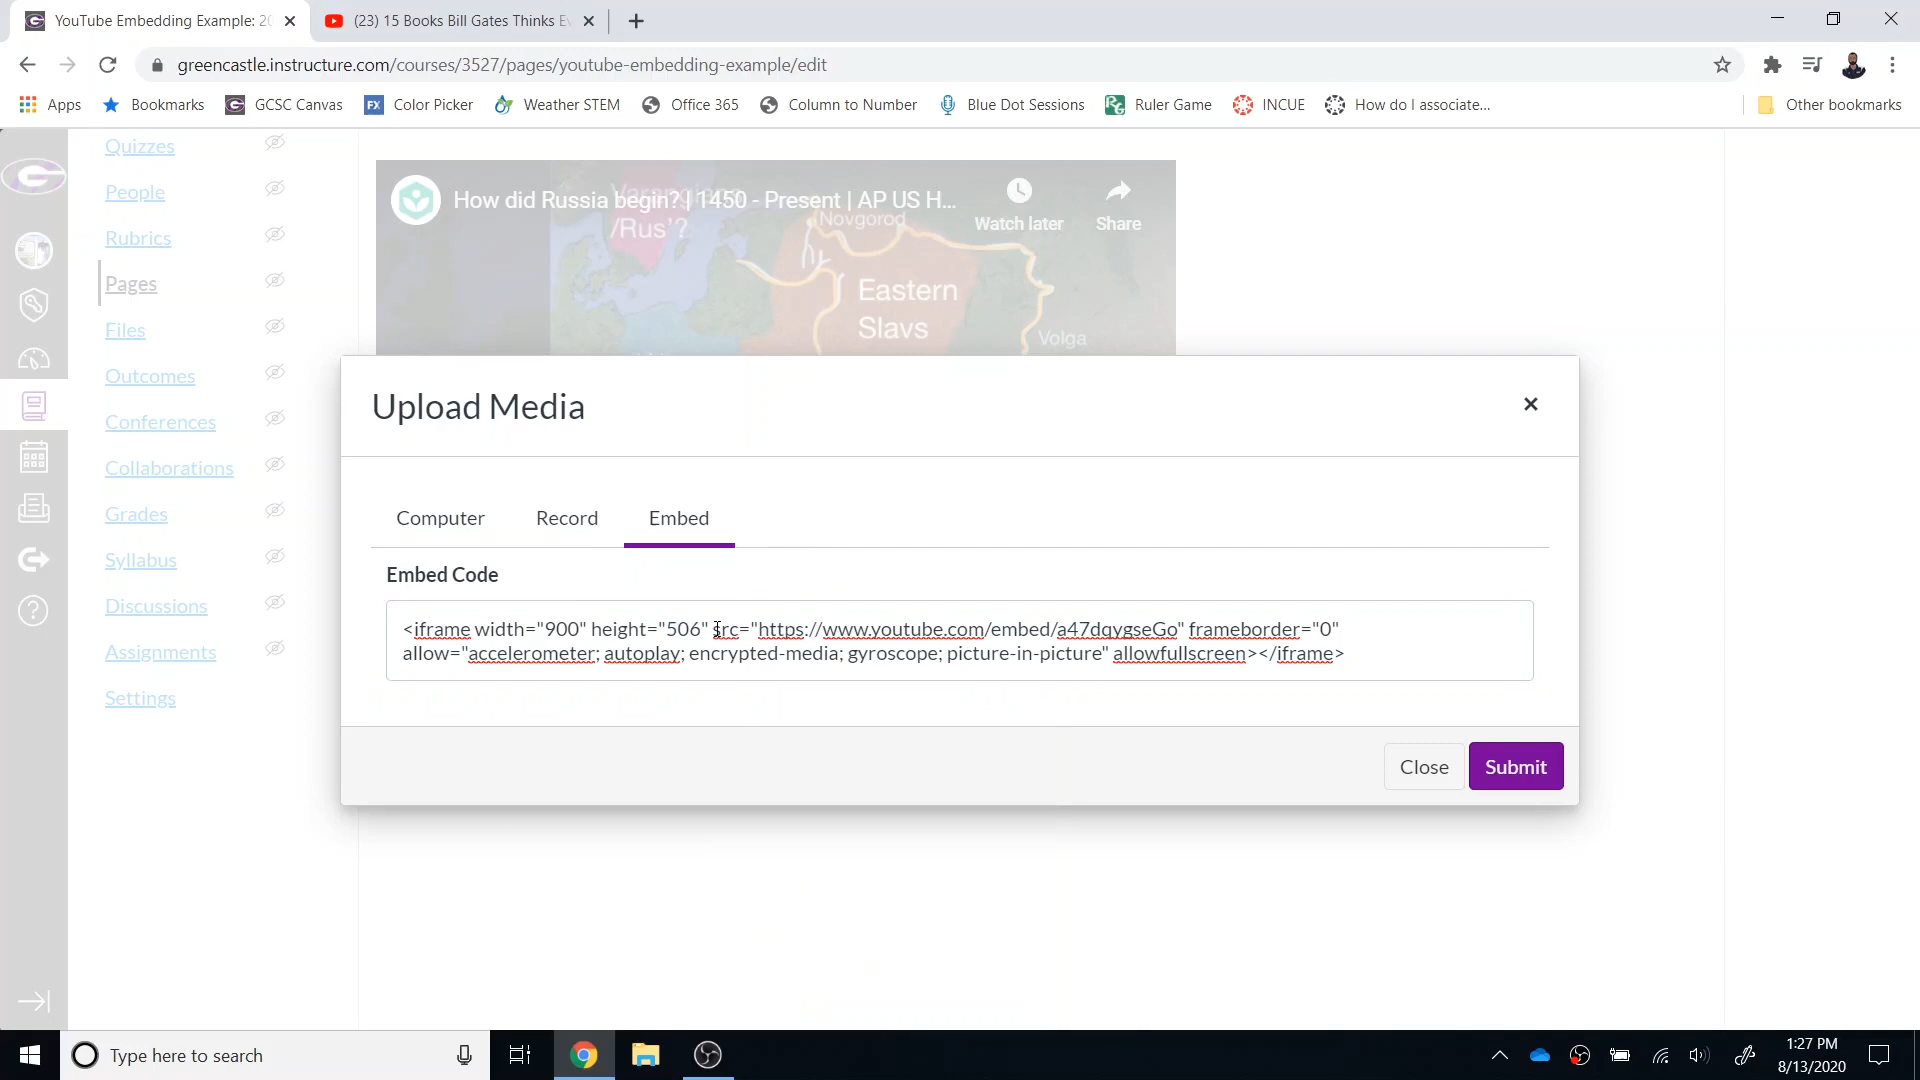 YouTube Embedding Example: 20
(23) 15 Books Bill Gates Thinks E
greencastle.instructure.com/courses/3527/pages/youtube-embedding-example/edit
Apps Bookmarks GCSC Canvas Color Picker Weather STEM Office 365 Column to Number Blue Dot Sessions Ruler Game INCUE How do I associate... Other bookmarks
Quizzes
People
Rubrics
Pages
Files
Outcomes
Conferences
Collaborations
Grades
Syllabus
Discussions
Assignments
Settings
How did Russia begin? | 1450 - Present | AP US H...
Watch later
Share
Varangians
/Rus'?
Novgorod
Eastern
Slavs
Volga
Upload Media
Computer Record Embed
Embed Code
<iframe width="900" height="506" src="https://www.youtube.com/embed/a47dqygseGo" frameborder="0"
allow="accelerometer; autoplay; encrypted-media; gyroscope; picture-in-picture" allowfullscreen></iframe>
Close Submit
Type here to search
1:27 PM
8/13/2020